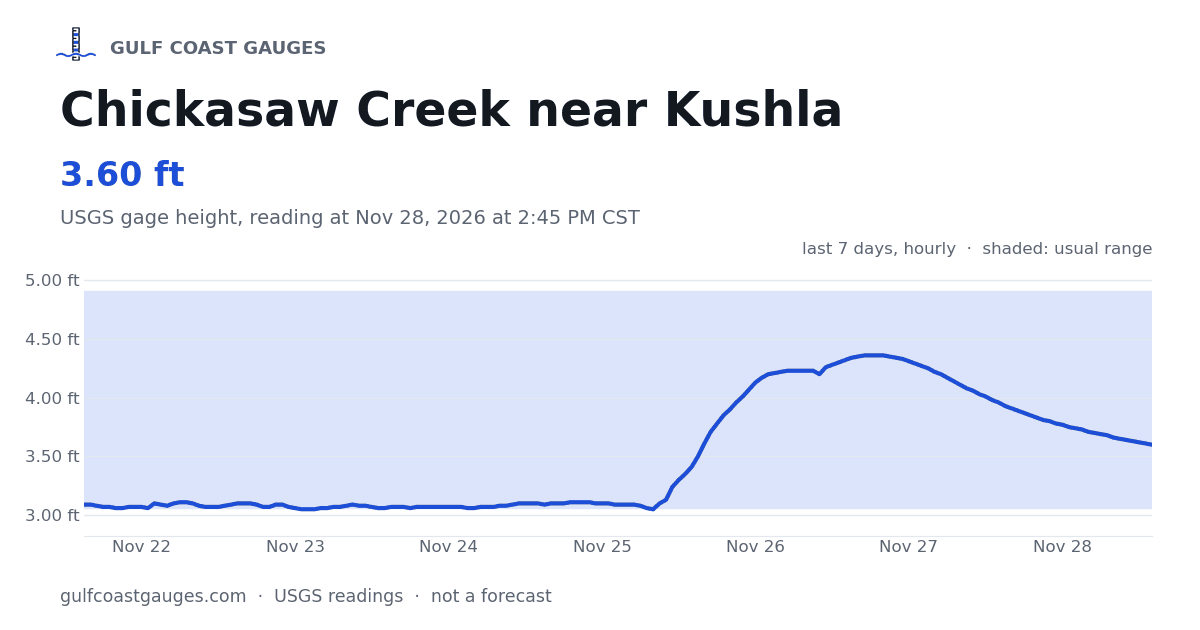 GULF COAST GAUGES
Chickasaw Creek near Kushla
3.60 ft
USGS gage height, reading at Nov 28, 2026 at 2:45 PM CST
last 7 days, hourly · shaded: usual range
5.00 ft
4.50 ft
4.00 ft
3.50 ft
3.00 ft
Nov 22 Nov 23 Nov 24 Nov 25 Nov 26 Nov 27 Nov 28
gulfcoastgauges.com · USGS readings · not a forecast